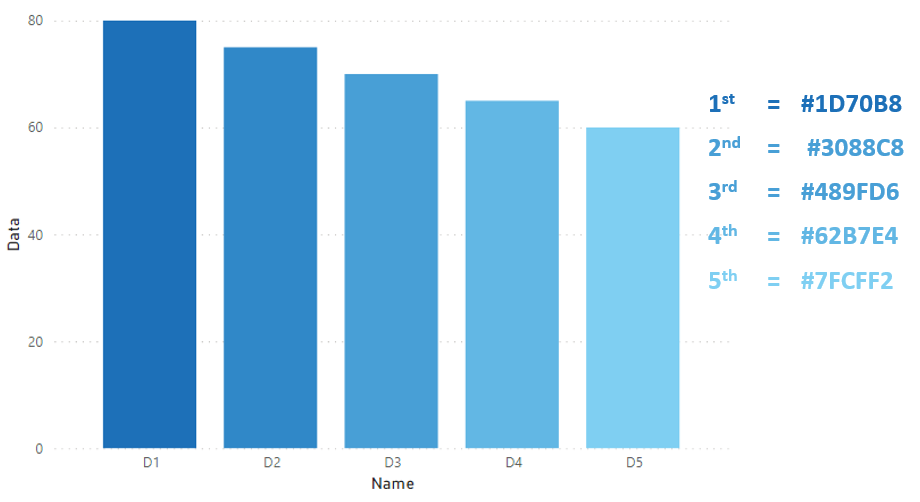 80
60
40
20
0
Data
D1 D2 D3 D4 D5
Name
1st = #1D70B8
2nd = #3088C8
3rd = #489FD6
4th = #62B7E4
5th = #7FCFF2